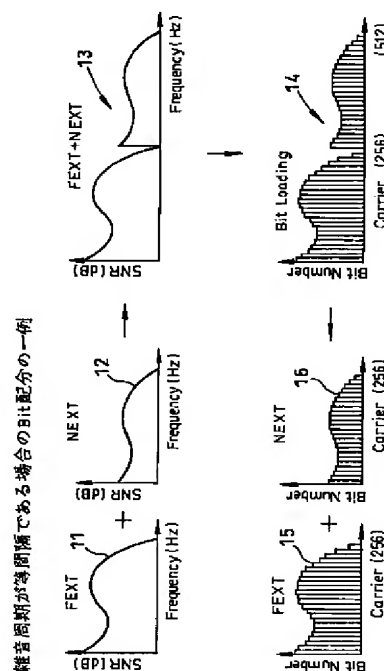 雑音周期が等間隔である場合のBit配分の一例
SNR (dB)
FEXT
11
Frequency (Hz)
+
SNR (dB)
NEXT
12
Frequency (Hz)
SNR (dB)
FEXT+NEXT
13
Frequency (Hz)
Bit Number
FEXT
15
Carrier (256)
+
Bit Number
NEXT
16
Carrier (256)
Bit Number
Bit Loading
14
Carrier (256)
(512)